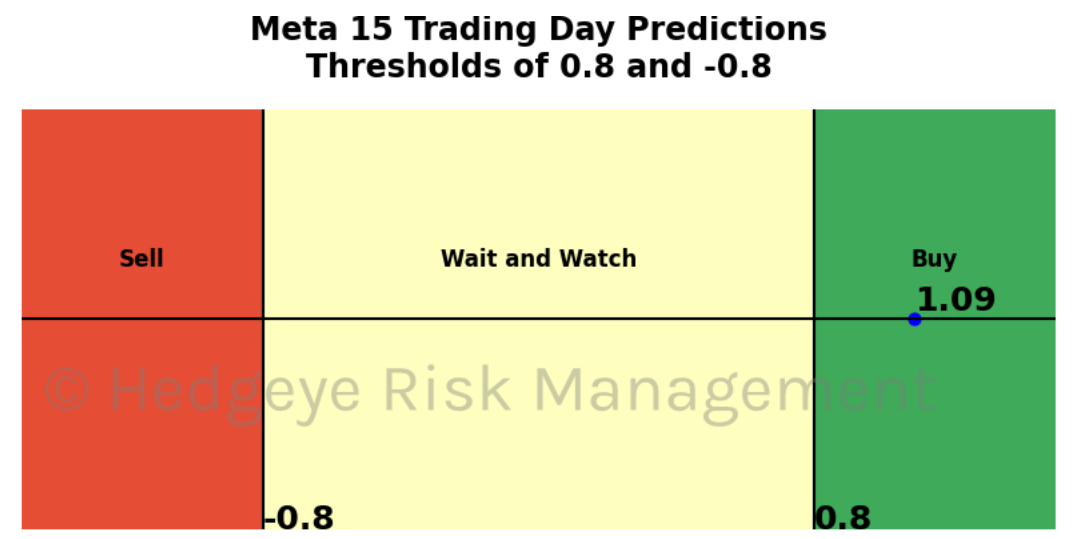 Meta 15 Trading Day Predictions
Thresholds of 0.8 and -0.8
Sell
Wait and Watch
Buy
1.09
© Hedgeye Risk Management
-0.8
0.8